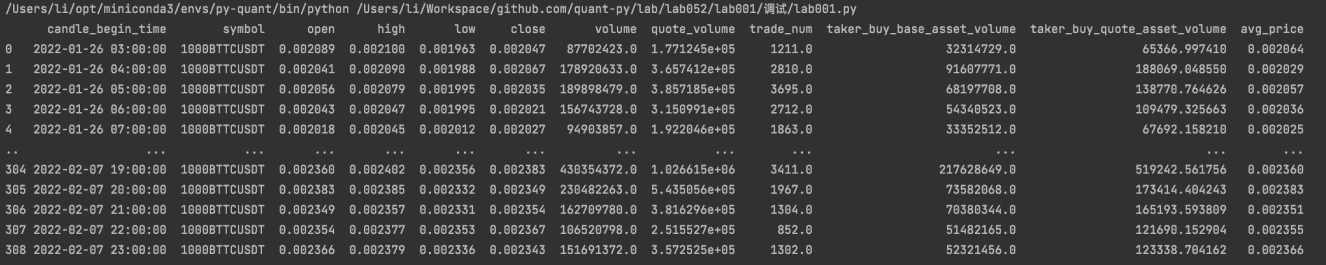 /Users/li/opt/miniconda3/envs/py-quant/bin/python /Users/li/Workspace/github.com/quant-py/lab/lab052/lab001/调试/lab001.py
candle_begin_time symbol open high low close volume quote_volume trade_num taker_buy_base_asset_volume taker_buy_quote_asset_volume avg_price
0 2022-01-26 03:00:00 1000BTTCUSDT 0.002089 0.002100 0.001963 0.002047 87702423.0 1.771245e+05 1211.0 32314729.0 65366.997410 0.002064
1 2022-01-26 04:00:00 1000BTTCUSDT 0.002041 0.002090 0.001988 0.002067 178920633.0 3.657412e+05 2810.0 91607771.0 188069.048550 0.002029
2 2022-01-26 05:00:00 1000BTTCUSDT 0.002056 0.002079 0.001995 0.002035 189898479.0 3.857185e+05 3695.0 68197708.0 138770.764626 0.002057
3 2022-01-26 06:00:00 1000BTTCUSDT 0.002043 0.002047 0.001995 0.002021 156743728.0 3.150991e+05 2712.0 54340523.0 109479.325663 0.002036
4 2022-01-26 07:00:00 1000BTTCUSDT 0.002018 0.002045 0.002012 0.002027 94903857.0 1.922046e+05 1863.0 33352512.0 67692.158210 0.002025
.. ... ... ... ... ... ... ... ... ... ... ... ...
304 2022-02-07 19:00:00 1000BTTCUSDT 0.002360 0.002402 0.002356 0.002383 430354372.0 1.026615e+06 3411.0 217628649.0 519242.561756 0.002360
305 2022-02-07 20:00:00 1000BTTCUSDT 0.002383 0.002385 0.002332 0.002349 230482263.0 5.435056e+05 1967.0 73582068.0 173414.404243 0.002383
306 2022-02-07 21:00:00 1000BTTCUSDT 0.002349 0.002357 0.002331 0.002354 162709780.0 3.816296e+05 1304.0 70380344.0 165193.593809 0.002351
307 2022-02-07 22:00:00 1000BTTCUSDT 0.002354 0.002377 0.002353 0.002367 106520798.0 2.515527e+05 852.0 51482165.0 121690.152904 0.002355
308 2022-02-07 23:00:00 1000BTTCUSDT 0.002366 0.002379 0.002336 0.002343 151691372.0 3.572525e+05 1302.0 52321456.0 123338.704162 0.002366